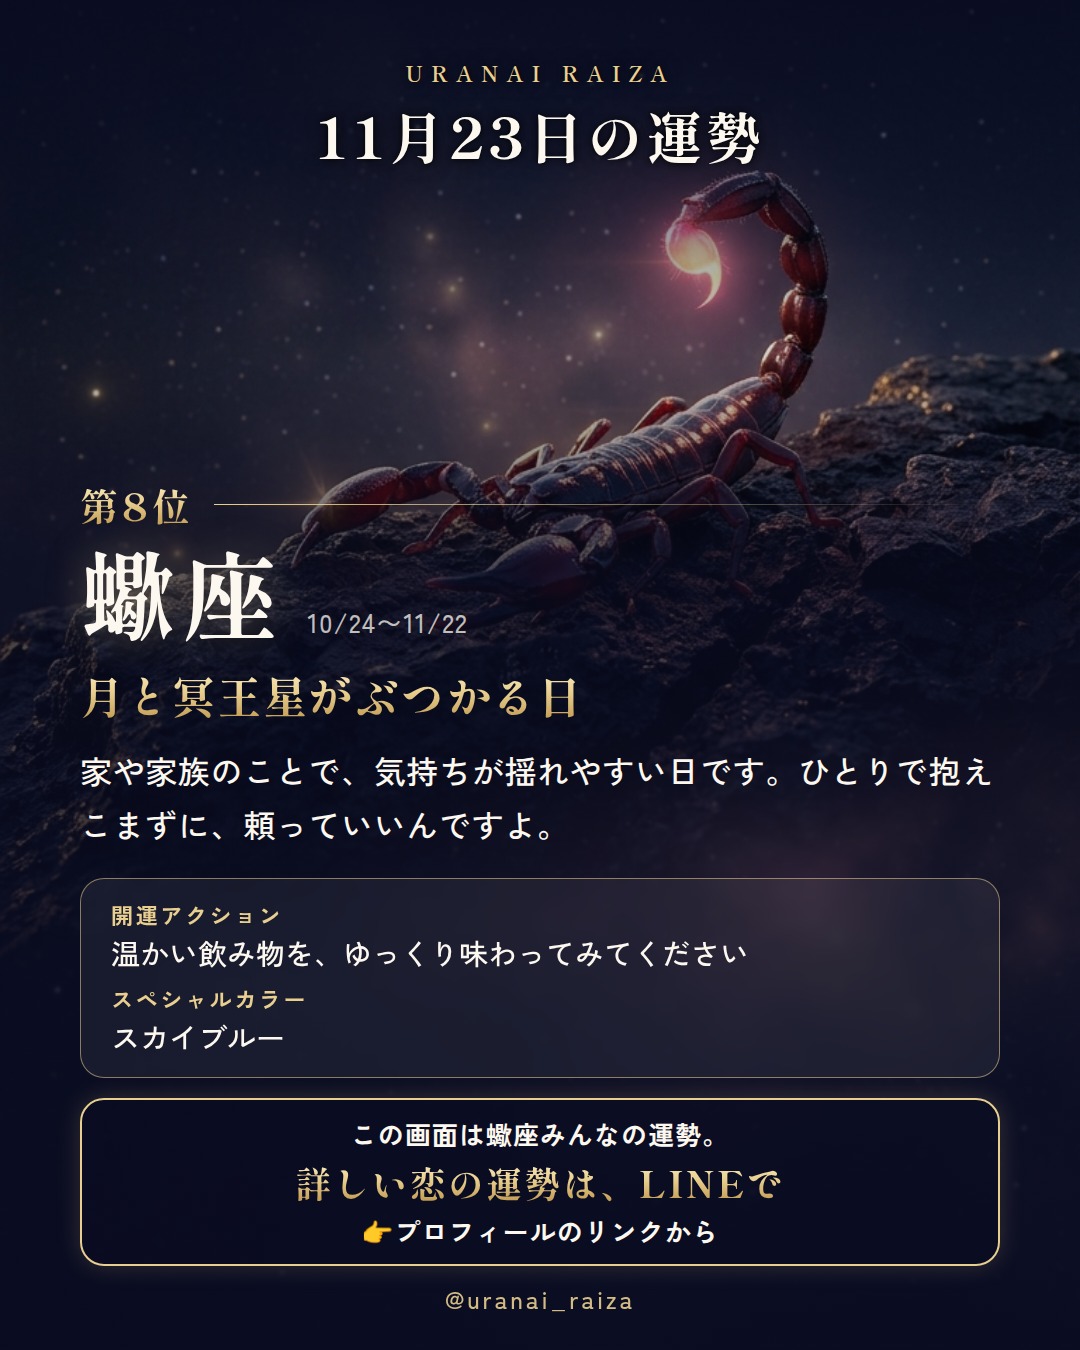 URANAI RAIZA
11月23日の運勢
第8位
蠍座 10/24〜11/22
月と冥王星がぶつかる日
家や家族のことで、気持ちが揺れやすい日です。ひとりで抱え
こまずに、頼っていいんですよ。
開運アクション
温かい飲み物を、ゆっくり味わってみてください
スペシャルカラー
スカイブルー
この画面は蠍座みんなの運勢。
詳しい恋の運勢は、LINEで
👉プロフィールのリンクから
@uranai_raiza